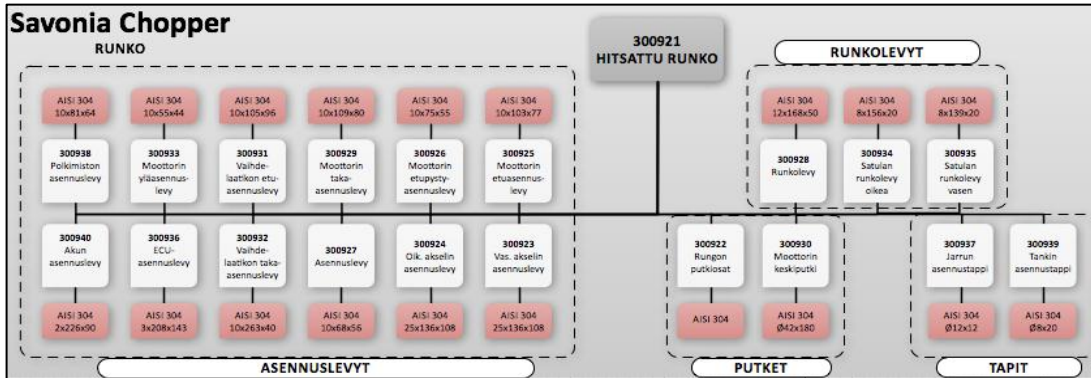 Savonia Chopper
RUNKO
300921
HITSATTU RUNKO
RUNKOLEVYT
AISI 304
10x81x64
AISI 304
10x55x44
AISI 304
10x105x96
AISI 304
10x109x80
AISI 304
10x75x55
AISI 304
10x103x77
AISI 304
12x168x50
AISI 304
8x156x20
AISI 304
8x139x20
300938
Polkimiston
asennuslevy
300933
Moottorin
yläasennus-
levy
300931
Vaihde-
laatikon etu-
asennuslevy
300929
Moottorin
taka-
asennuslevy
300926
Moottorin
etupysty-
asennuslevy
300925
Moottorin
etuasennus-
levy
300928
Runkolevy
300934
Satulan
runkolevy
oikea
300935
Satulan
runkolevy
vasen
300940
Akun
asennuslevy
300936
ECU-
asennuslevy
300932
Vaihde-
laatikon taka-
asennuslevy
300927
Asennuslevy
300924
Oik. akselin
asennuslevy
300923
Vas. akselin
asennuslevy
300922
Rungon
putkiosat
300930
Moottorin
keskiputki
300937
Jarrun
asennustappi
300939
Tankin
asennustappi
AISI 304
2x226x90
AISI 304
3x208x143
AISI 304
10x263x40
AISI 304
10x68x56
AISI 304
25x136x108
AISI 304
25x136x108
AISI 304
AISI 304
Ø42x180
AISI 304
Ø12x12
AISI 304
Ø8x20
ASENNUSLEVYT
PUTKET
TAPIT